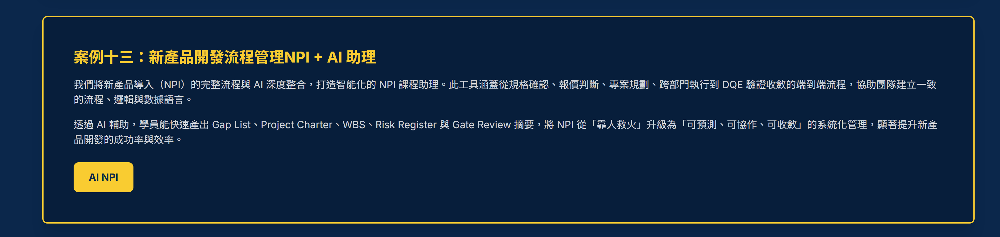 案例十三：新產品開發流程管理NPI + AI 助理
我們將新產品導入（NPI）的完整流程與 AI 深度整合，打造智能化的 NPI 課程助理。此工具涵蓋從規格確認、報價判斷、專案規劃、跨部門執行到 DQE 驗證收斂的端到端流程，協助團隊建立一致
的流程、邏輯與數據語言。
透過 AI 輔助，學員能快速產出 Gap List、Project Charter、WBS、Risk Register 與 Gate Review 摘要，將 NPI 從「靠人救火」升級為「可預測、可協作、可收斂」的系統化管理，顯著提升新產
品開發的成功率與效率。
AI NPI